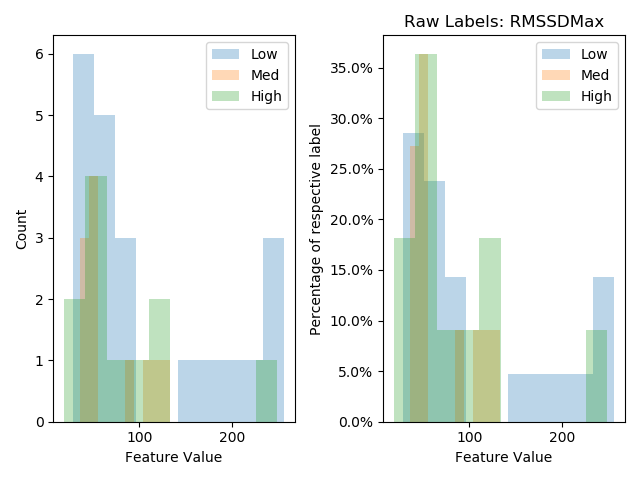 Raw Labels: RMSSDMax
6
5
4
3
2
1
0
Count
100
200
Feature Value
Low
Med
High
35.0%
30.0%
25.0%
20.0%
15.0%
10.0%
5.0%
0.0%
Percentage of respective label
100
200
Feature Value
Low
Med
High